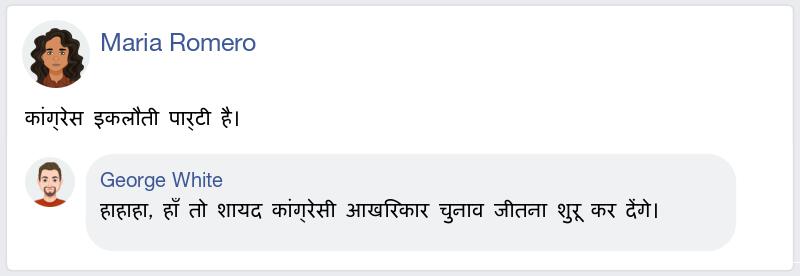 Maria Romero
कांग्रेस इकलौती पार्टी है।
George White
हाहाहा, हाँ तो शायद कांग्रेसी आखरिकार चुनाव जीतना शुरू कर देंगे।